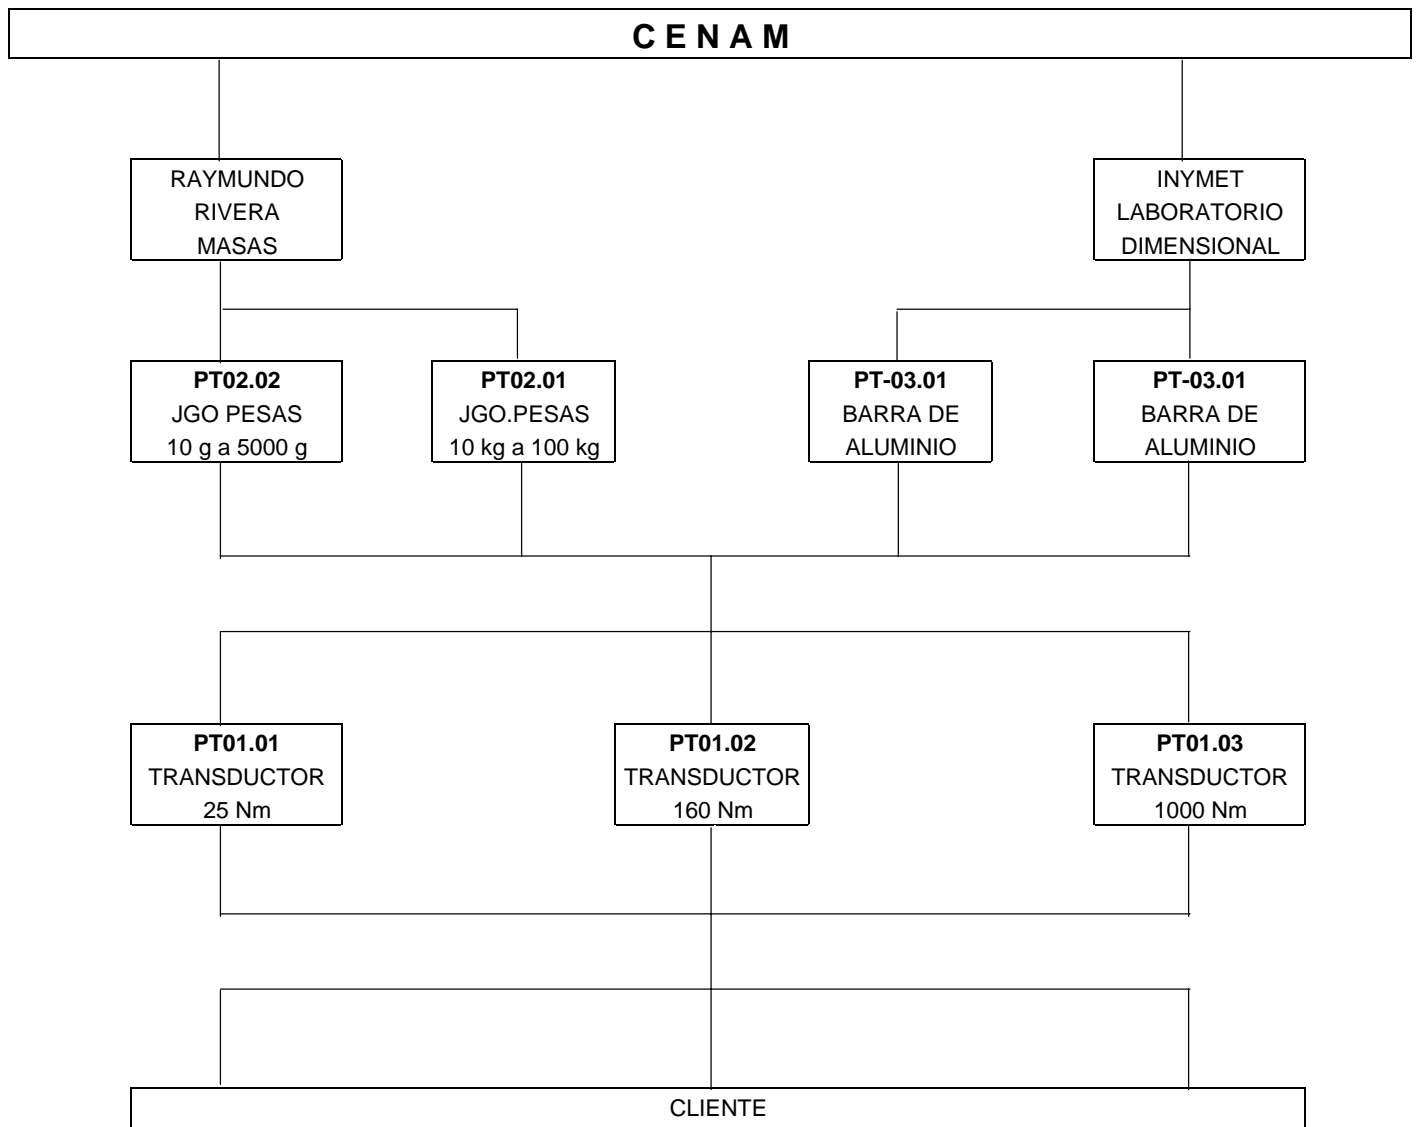 C E N A M
RAYMUNDO
RIVERA
MASAS
INYMET
LABORATORIO
DIMENSIONAL
PT02.02
JGO PESAS
10 g a 5000 g
PT02.01
JGO.PESAS
10 kg a 100 kg
PT-03.01
BARRA DE
ALUMINIO
PT-03.01
BARRA DE
ALUMINIO
PT01.01
TRANSDUCTOR
25 Nm
PT01.02
TRANSDUCTOR
160 Nm
PT01.03
TRANSDUCTOR
1000 Nm
CLIENTE